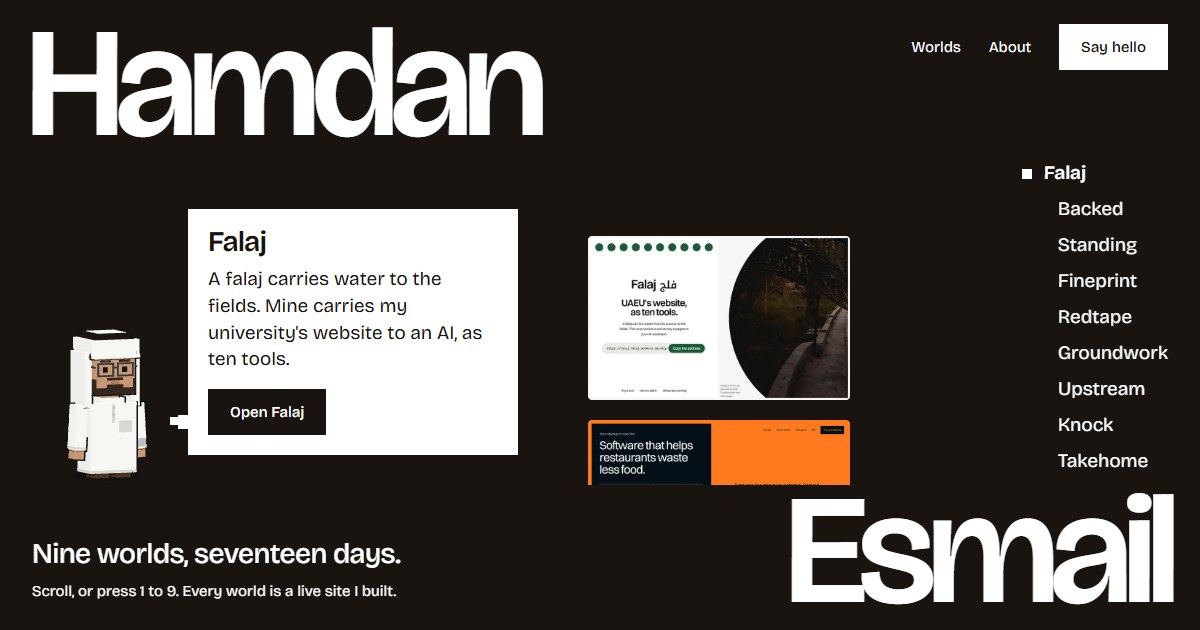 Hamdan
Worlds
About
Say hello
Falaj
Backed
Standing
Fineprint
Redtape
Groundwork
Upstream
Knock
Takehome
Falaj
A falaj carries water to the
fields. Mine carries my
university's website to an AI, as
ten tools.
Open Falaj
Falaj فلج
UAEU's website,
as ten tools.
Copy the address
Software that helps
restaurants waste
less food.
Nine worlds, seventeen days.
Scroll, or press 1 to 9. Every world is a live site I built.
Esmail